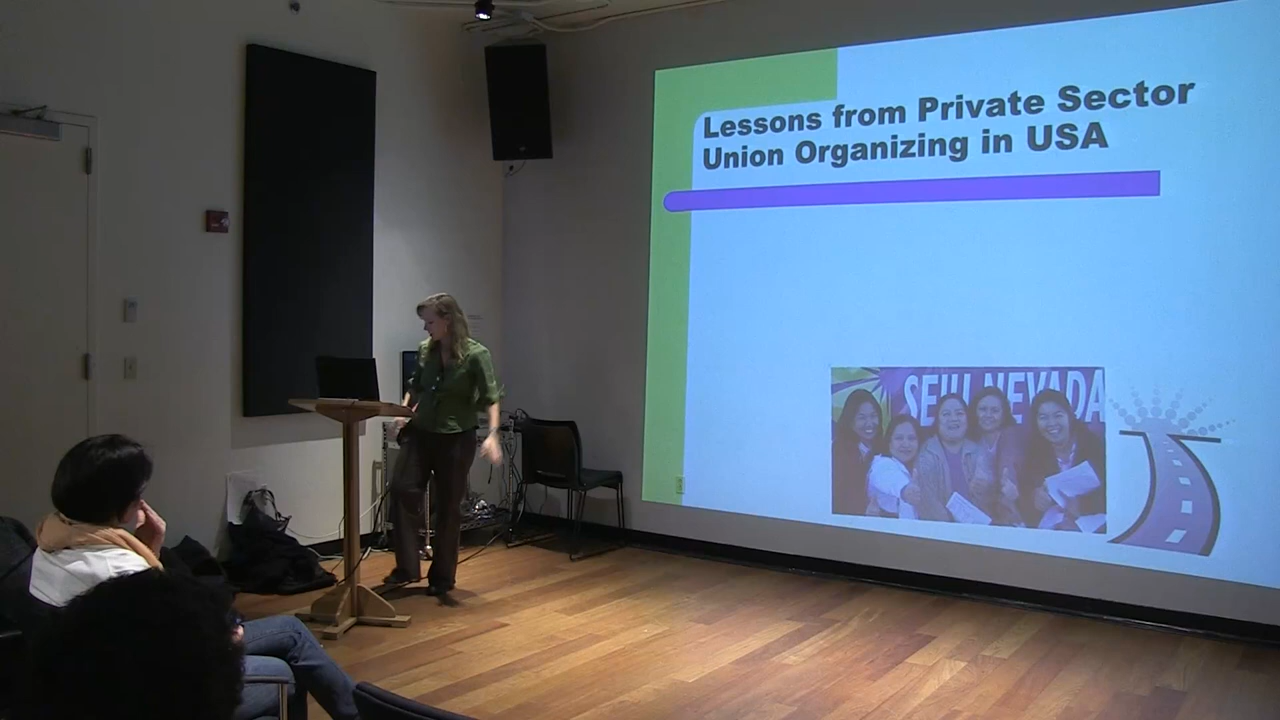 Lessons from Private Sector
Union Organizing in USA
SEIU NEVADA